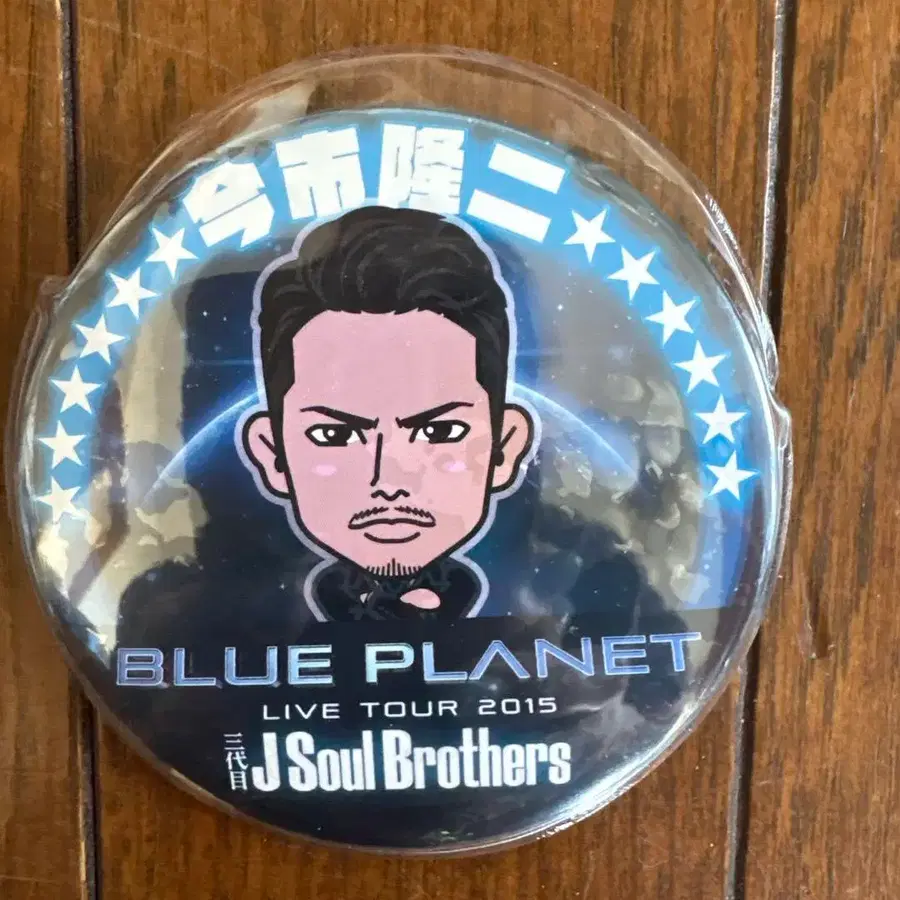 今市隆二
BLUE PLANET
LIVE TOUR 2015
三代目 J Soul Brothers